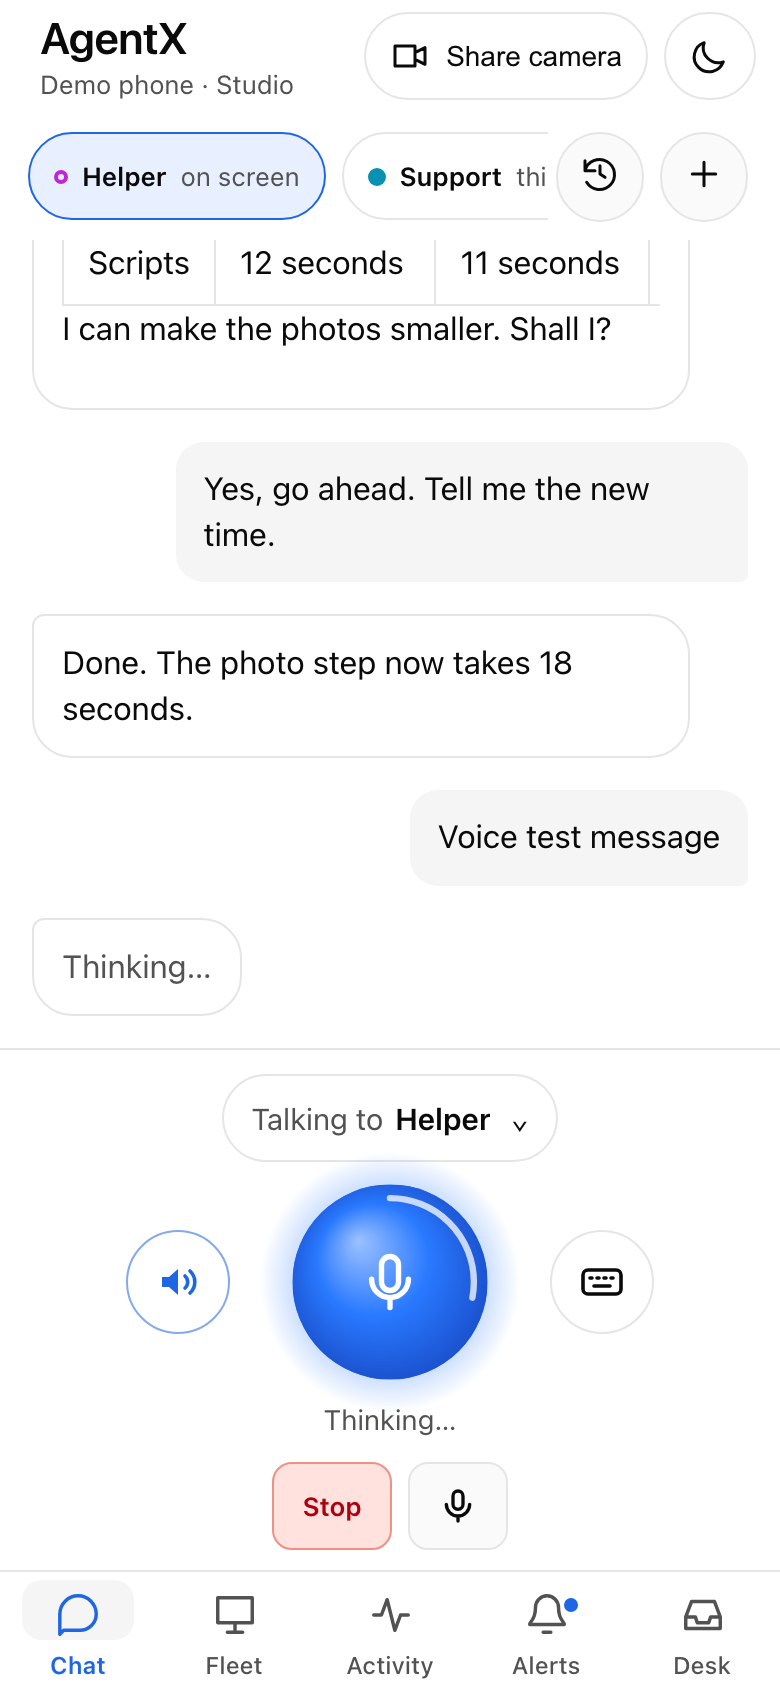 AgentX
Demo phone · Studio
Share camera
Helper on screen
Support thi
Scripts 12 seconds 11 seconds
I can make the photos smaller. Shall I?
Yes, go ahead. Tell me the new
time.
Done. The photo step now takes 18
seconds.
Voice test message
Thinking...
Talking to Helper
Thinking...
Stop
Chat Fleet Activity Alerts Desk